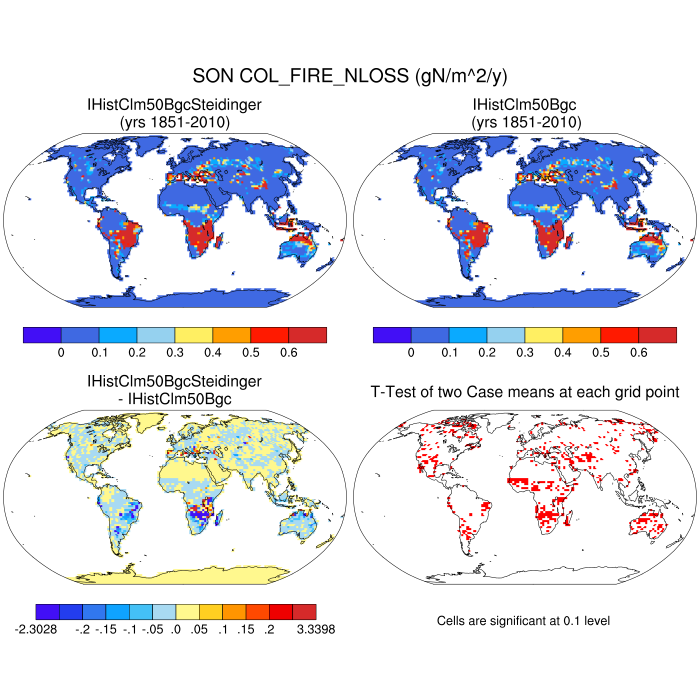 SON COL_FIRE_NLOSS (gN/m^2/y)
IHistClm50BgcSteidinger
(yrs 1851-2010)
IHistClm50Bgc
(yrs 1851-2010)
0 0.1 0.2 0.3 0.4 0.5 0.6
0 0.1 0.2 0.3 0.4 0.5 0.6
IHistClm50BgcSteidinger
- IHistClm50Bgc
T-Test of two Case means at each grid point
-2.3028 -.2 -.15 -.1 -.05 .0 .05 .1 .15 .2 3.3398
Cells are significant at 0.1 level